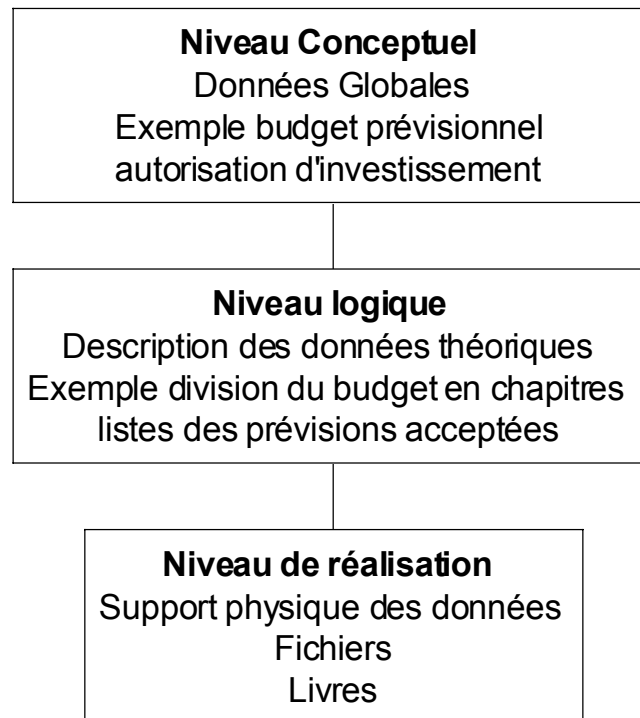 Niveau Conceptuel
Données Globales
Exemple budget prévisionnel
autorisation d'investissement
Niveau logique
Description des données théoriques
Exemple division du budget en chapitres
listes des prévisions acceptées
Niveau de réalisation
Support physique des données
Fichiers
Livres